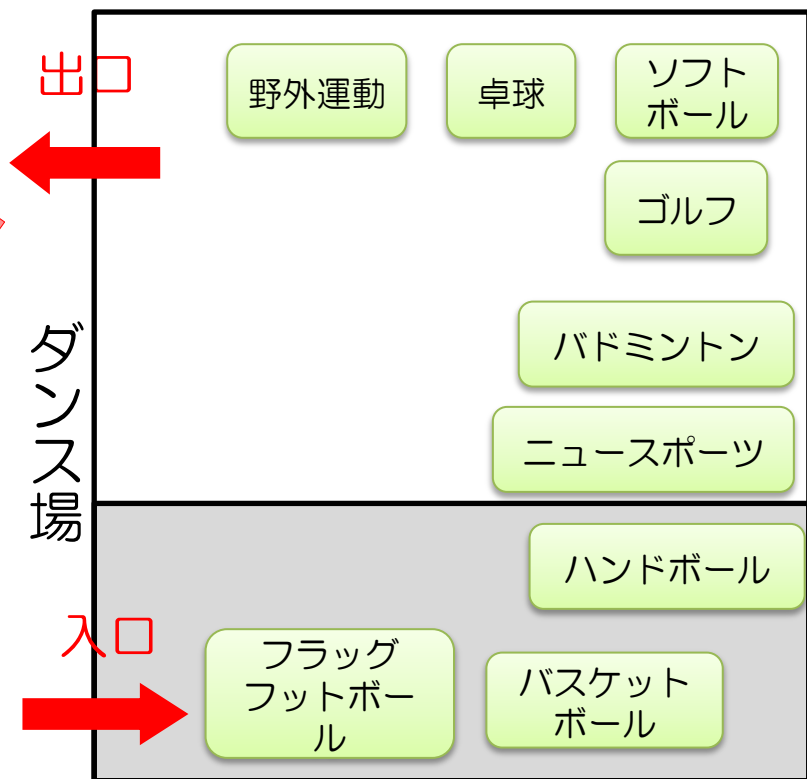 出口
野外運動
卓球
ソフト
ボール
ゴルフ
バドミントン
ニュースポーツ
ダンス場
ハンドボール
入口
フラッグ
フットボー
ル
バスケット
ボール